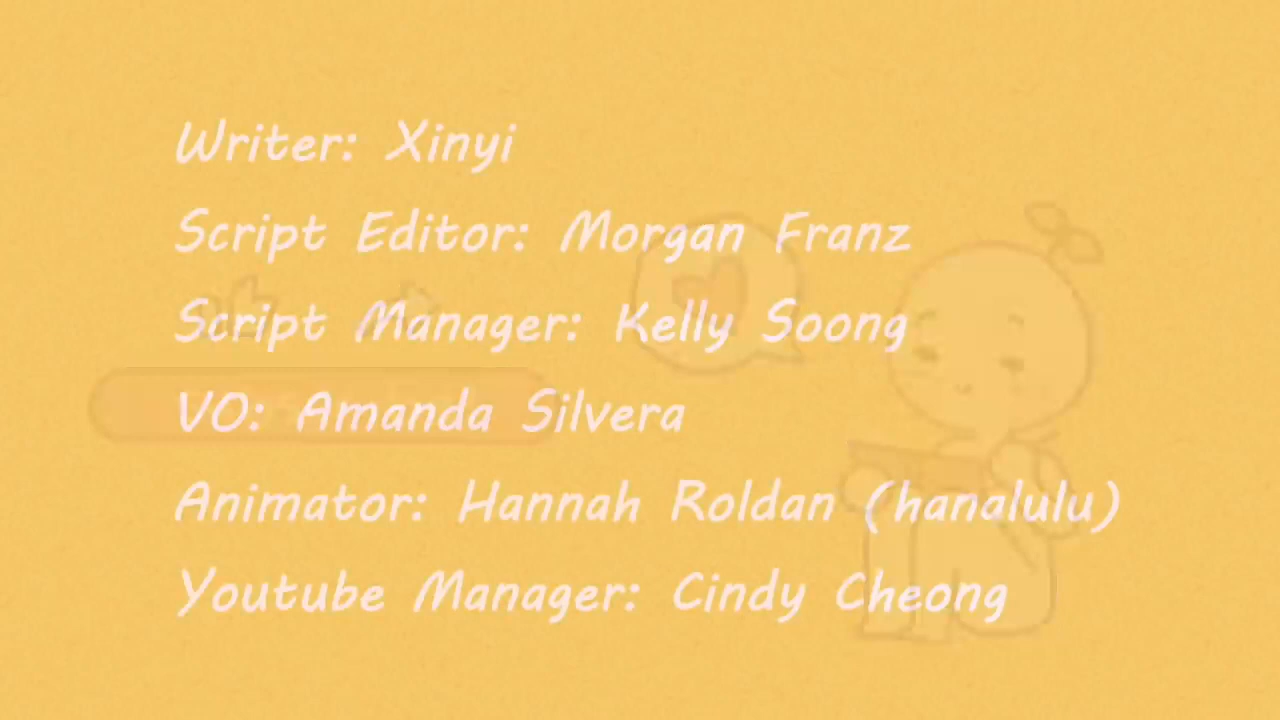 Writer: Xinyi
Script Editor: Morgan Franz
Script Manager: Kelly Soong
VO: Amanda Silvera
Animator: Hannah Roldan (hanalulu)
Youtube Manager: Cindy Cheong